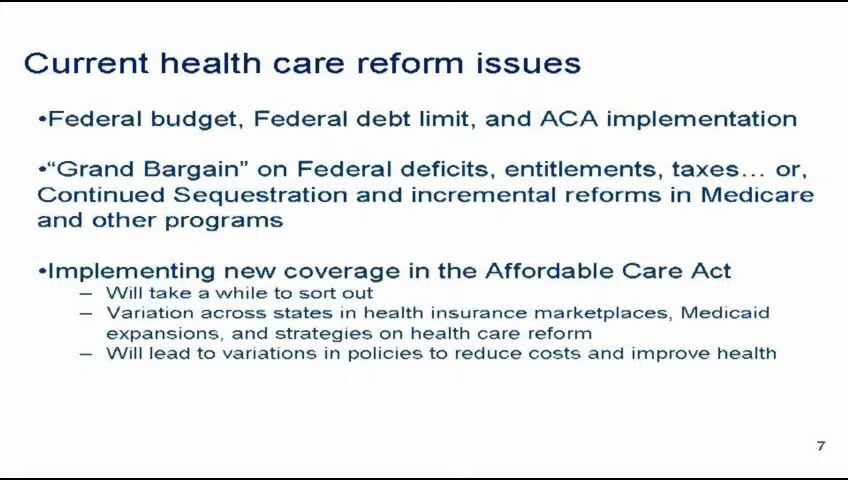 Current health care reform issues
•Federal budget, Federal debt limit, and ACA implementation
•“Grand Bargain” on Federal deficits, entitlements, taxes... or,
Continued Sequestration and incremental reforms in Medicare
and other programs
•Implementing new coverage in the Affordable Care Act
– Will take a while to sort out
– Variation across states in health insurance marketplaces, Medicaid
expansions, and strategies on health care reform
– Will lead to variations in policies to reduce costs and improve health
7